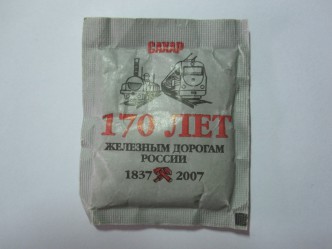 САХАР
170 ЛЕТ
ЖЕЛЕЗНЫМ ДОРОГАМ
РОССИИ
1837 2007